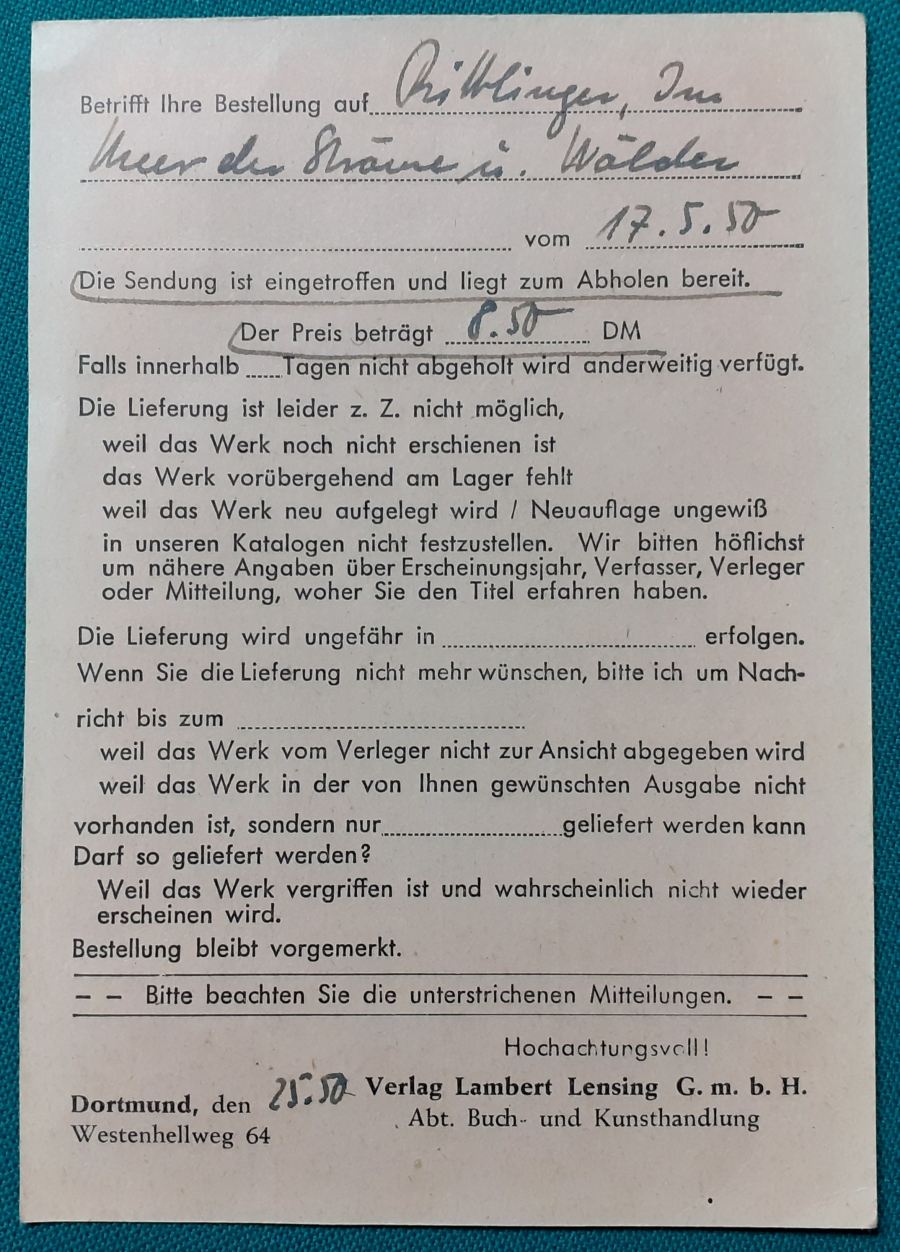 Betrifft Ihre Bestellung auf Rittlinger, Im
Meer der Ströme u. Wälder
vom 17.5.50
Die Sendung ist eingetroffen und liegt zum Abholen bereit.
Der Preis beträgt 8.50 DM
Falls innerhalb Tagen nicht abgeholt wird anderweitig verfügt.
Die Lieferung ist leider z. Z. nicht möglich,
weil das Werk noch nicht erschienen ist
das Werk vorübergehend am Lager fehlt
weil das Werk neu aufgelegt wird / Neuauflage ungewiß
in unseren Katalogen nicht festzustellen. Wir bitten höflichst
um nähere Angaben über Erscheinungsjahr, Verfasser, Verleger
oder Mitteilung, woher Sie den Titel erfahren haben.
Die Lieferung wird ungefähr in erfolgen.
Wenn Sie die Lieferung nicht mehr wünschen, bitte ich um Nach-
richt bis zum
weil das Werk vom Verleger nicht zur Ansicht abgegeben wird
weil das Werk in der von Ihnen gewünschten Ausgabe nicht
vorhanden ist, sondern nur geliefert werden kann
Darf so geliefert werden?
Weil das Werk vergriffen ist und wahrscheinlich nicht wieder
erscheinen wird.
Bestellung bleibt vorgemerkt.
– – Bitte beachten Sie die unterstrichenen Mitteilungen. – –
Hochachtungsvoll!
Dortmund, den 25.50 Verlag Lambert Lensing G. m. b. H.
Westenhellweg 64 Abt. Buch- und Kunsthandlung